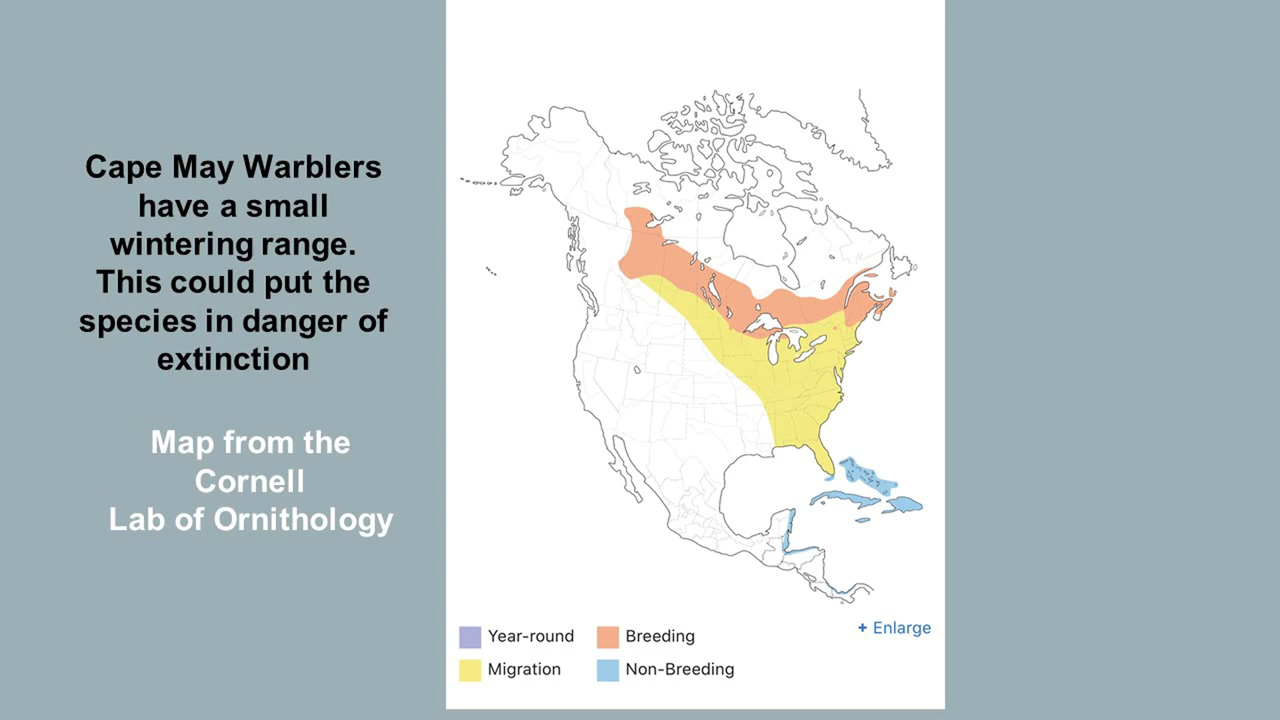 Cape May Warblers
have a small
wintering range.
This could put the
species in danger of
extinction
Map from the
Cornell
Lab of Ornithology
+ Enlarge
Year-round
Breeding
Migration
Non-Breeding